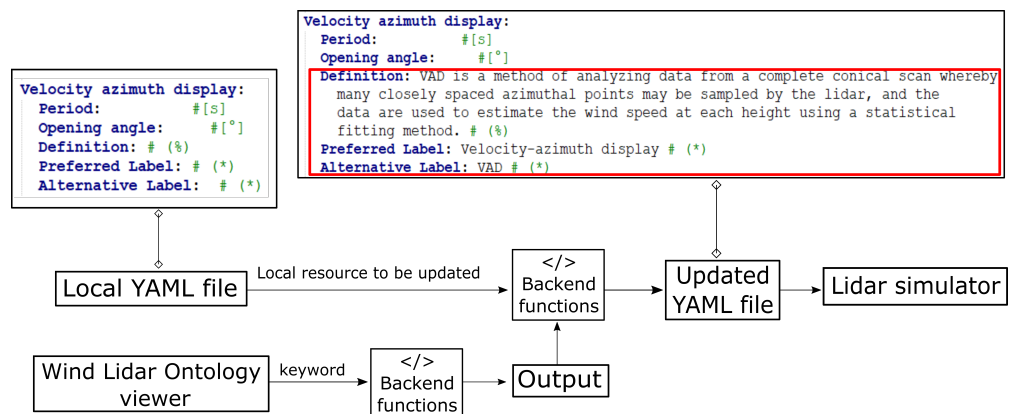 Velocity azimuth display:
Period: #[s]
Opening angle: #[°]
Definition: # (%)
Preferred Label: # (*)
Alternative Label: # (*)
Velocity azimuth display:
Period: #[s]
Opening angle: #[°]
Definition: VAD is a method of analyzing data from a complete conical scan whereby
many closely spaced azimuthal points may be sampled by the lidar, and the
data are used to estimate the wind speed at each height using a statistical
fitting method. # (%)
Preferred Label: Velocity-azimuth display # (*)
Alternative Label: VAD # (*)
Local YAML file
Local resource to be updated
</>
Backend
functions
Updated
YAML file
Lidar simulator
Wind Lidar Ontology
viewer
keyword
</>
Backend
functions
Output